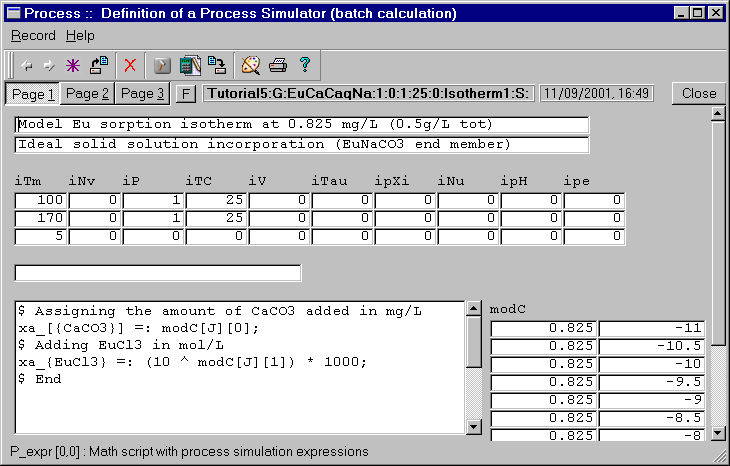 Process ::  Definition of a Process Simulator (batch calculation)
Record Help
Page 1 Page 2 Page 3 F Tutorial5:G:EuCaCaqNa:1:0:1:25:0:Isotherm1:S: 11/09/2001, 16:49 Close
Model Eu sorption isotherm at 0.825 mg/L (0.5g/L tot)
Ideal solid solution incorporation (EuNaCO3 end member)
iTm iNv iP iTC iV iTau ipXi iNu ipH ipe
100 0 1 25 0 0 0 0 0 0
170 0 1 25 0 0 0 0 0 0
5 0 0 0 0 0 0 0 0 0
$ Assigning the amount of CaCO3 added in mg/L
xa_[{CaCO3}] =: modC[J][0];
$ Adding EuCl3 in mol/L
xa_{EuCl3} =: (10 ^ modC[J][1]) * 1000;
$ End
modC
0.825 -11
0.825 -10.5
0.825 -10
0.825 -9.5
0.825 -9
0.825 -8.5
0.825 -8
P_expr [0,0] : Math script with process simulation expressions